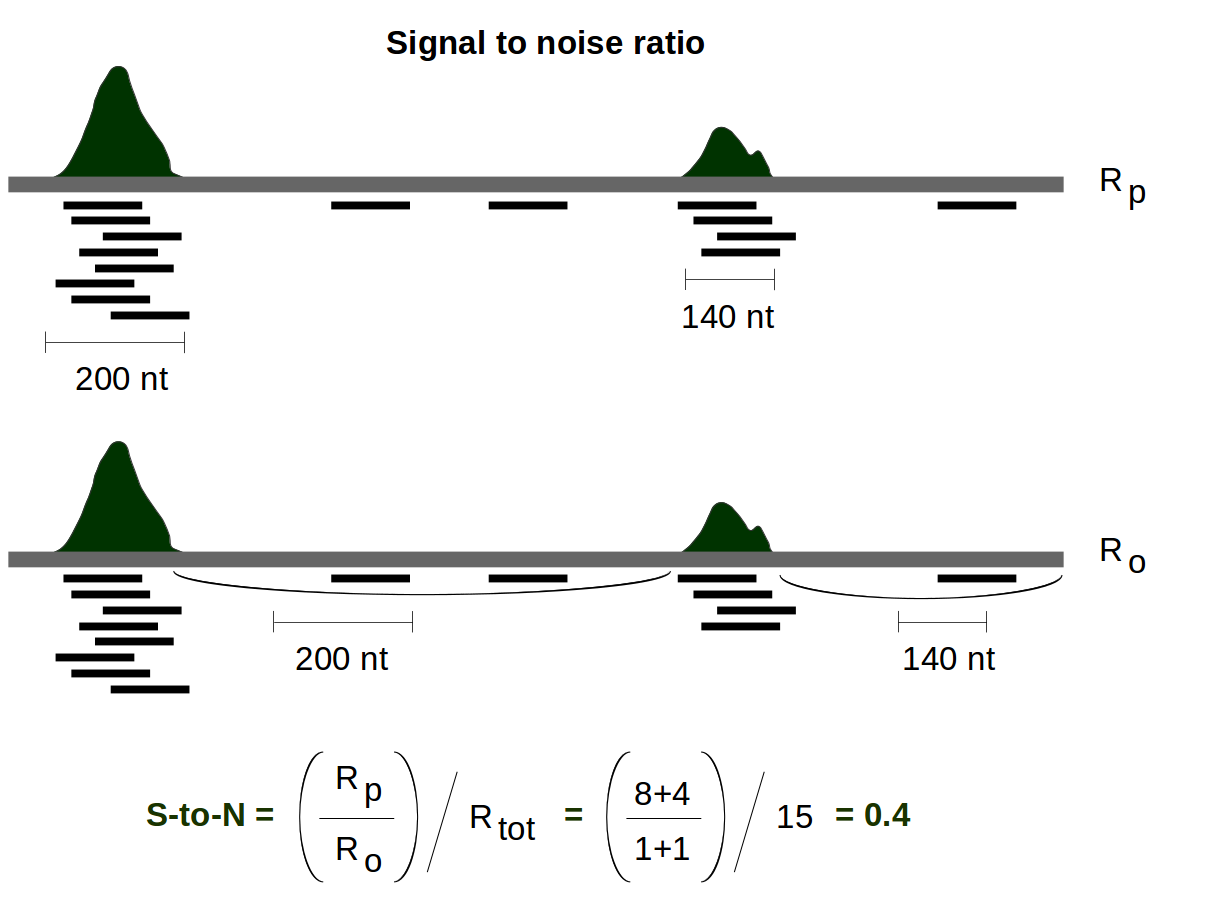 Signal to noise ratio
Rp
140 nt
200 nt
Ro
200 nt
140 nt
S-to-N = (Rp/Ro) / Rtot = (8+4/1+1) / 15 = 0.4